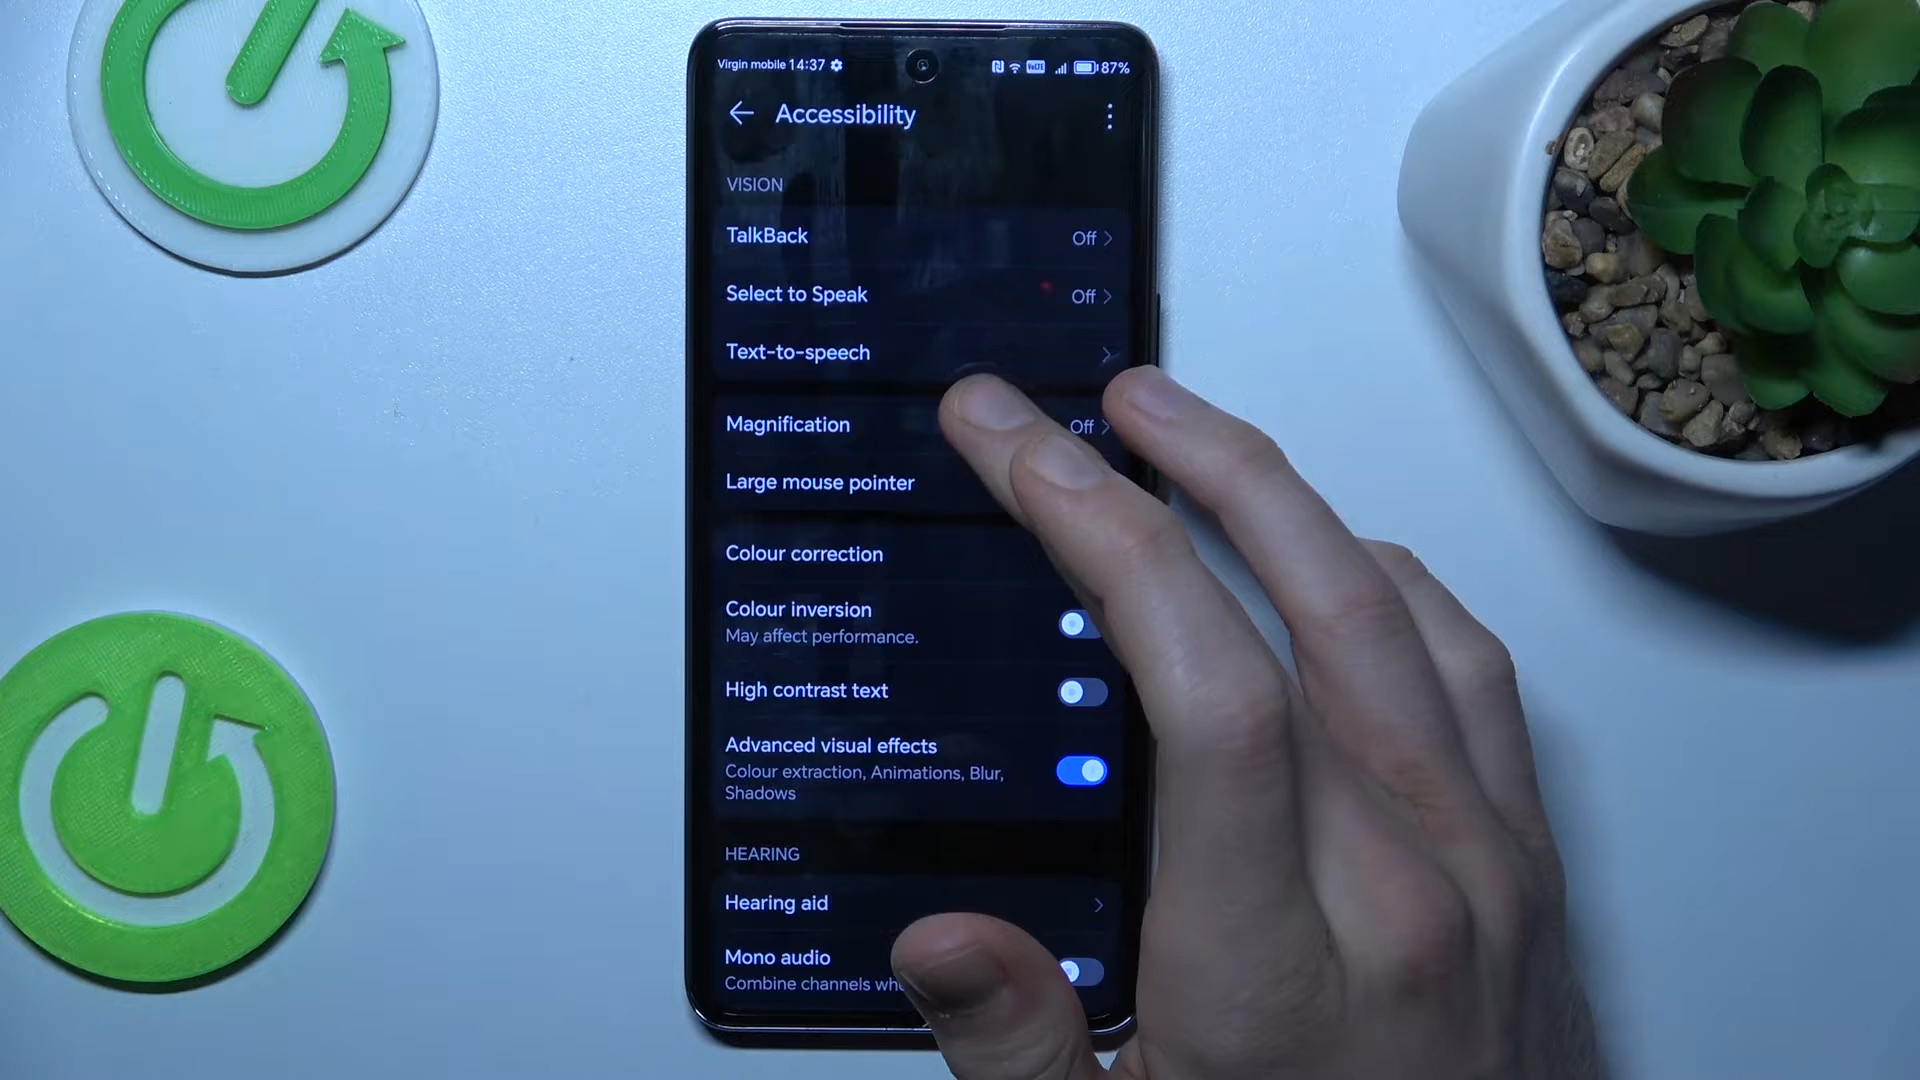 Virgin mobile 14:37
VoLTE 87%
Accessibility
VISION
TalkBack Off
Select to Speak Off
Text-to-speech
Magnification Off
Large mouse pointer
Colour correction
Colour inversion
May affect performance.
High contrast text
Advanced visual effects
Colour extraction, Animations, Blur,
Shadows
HEARING
Hearing aid
Mono audio
Combine channels